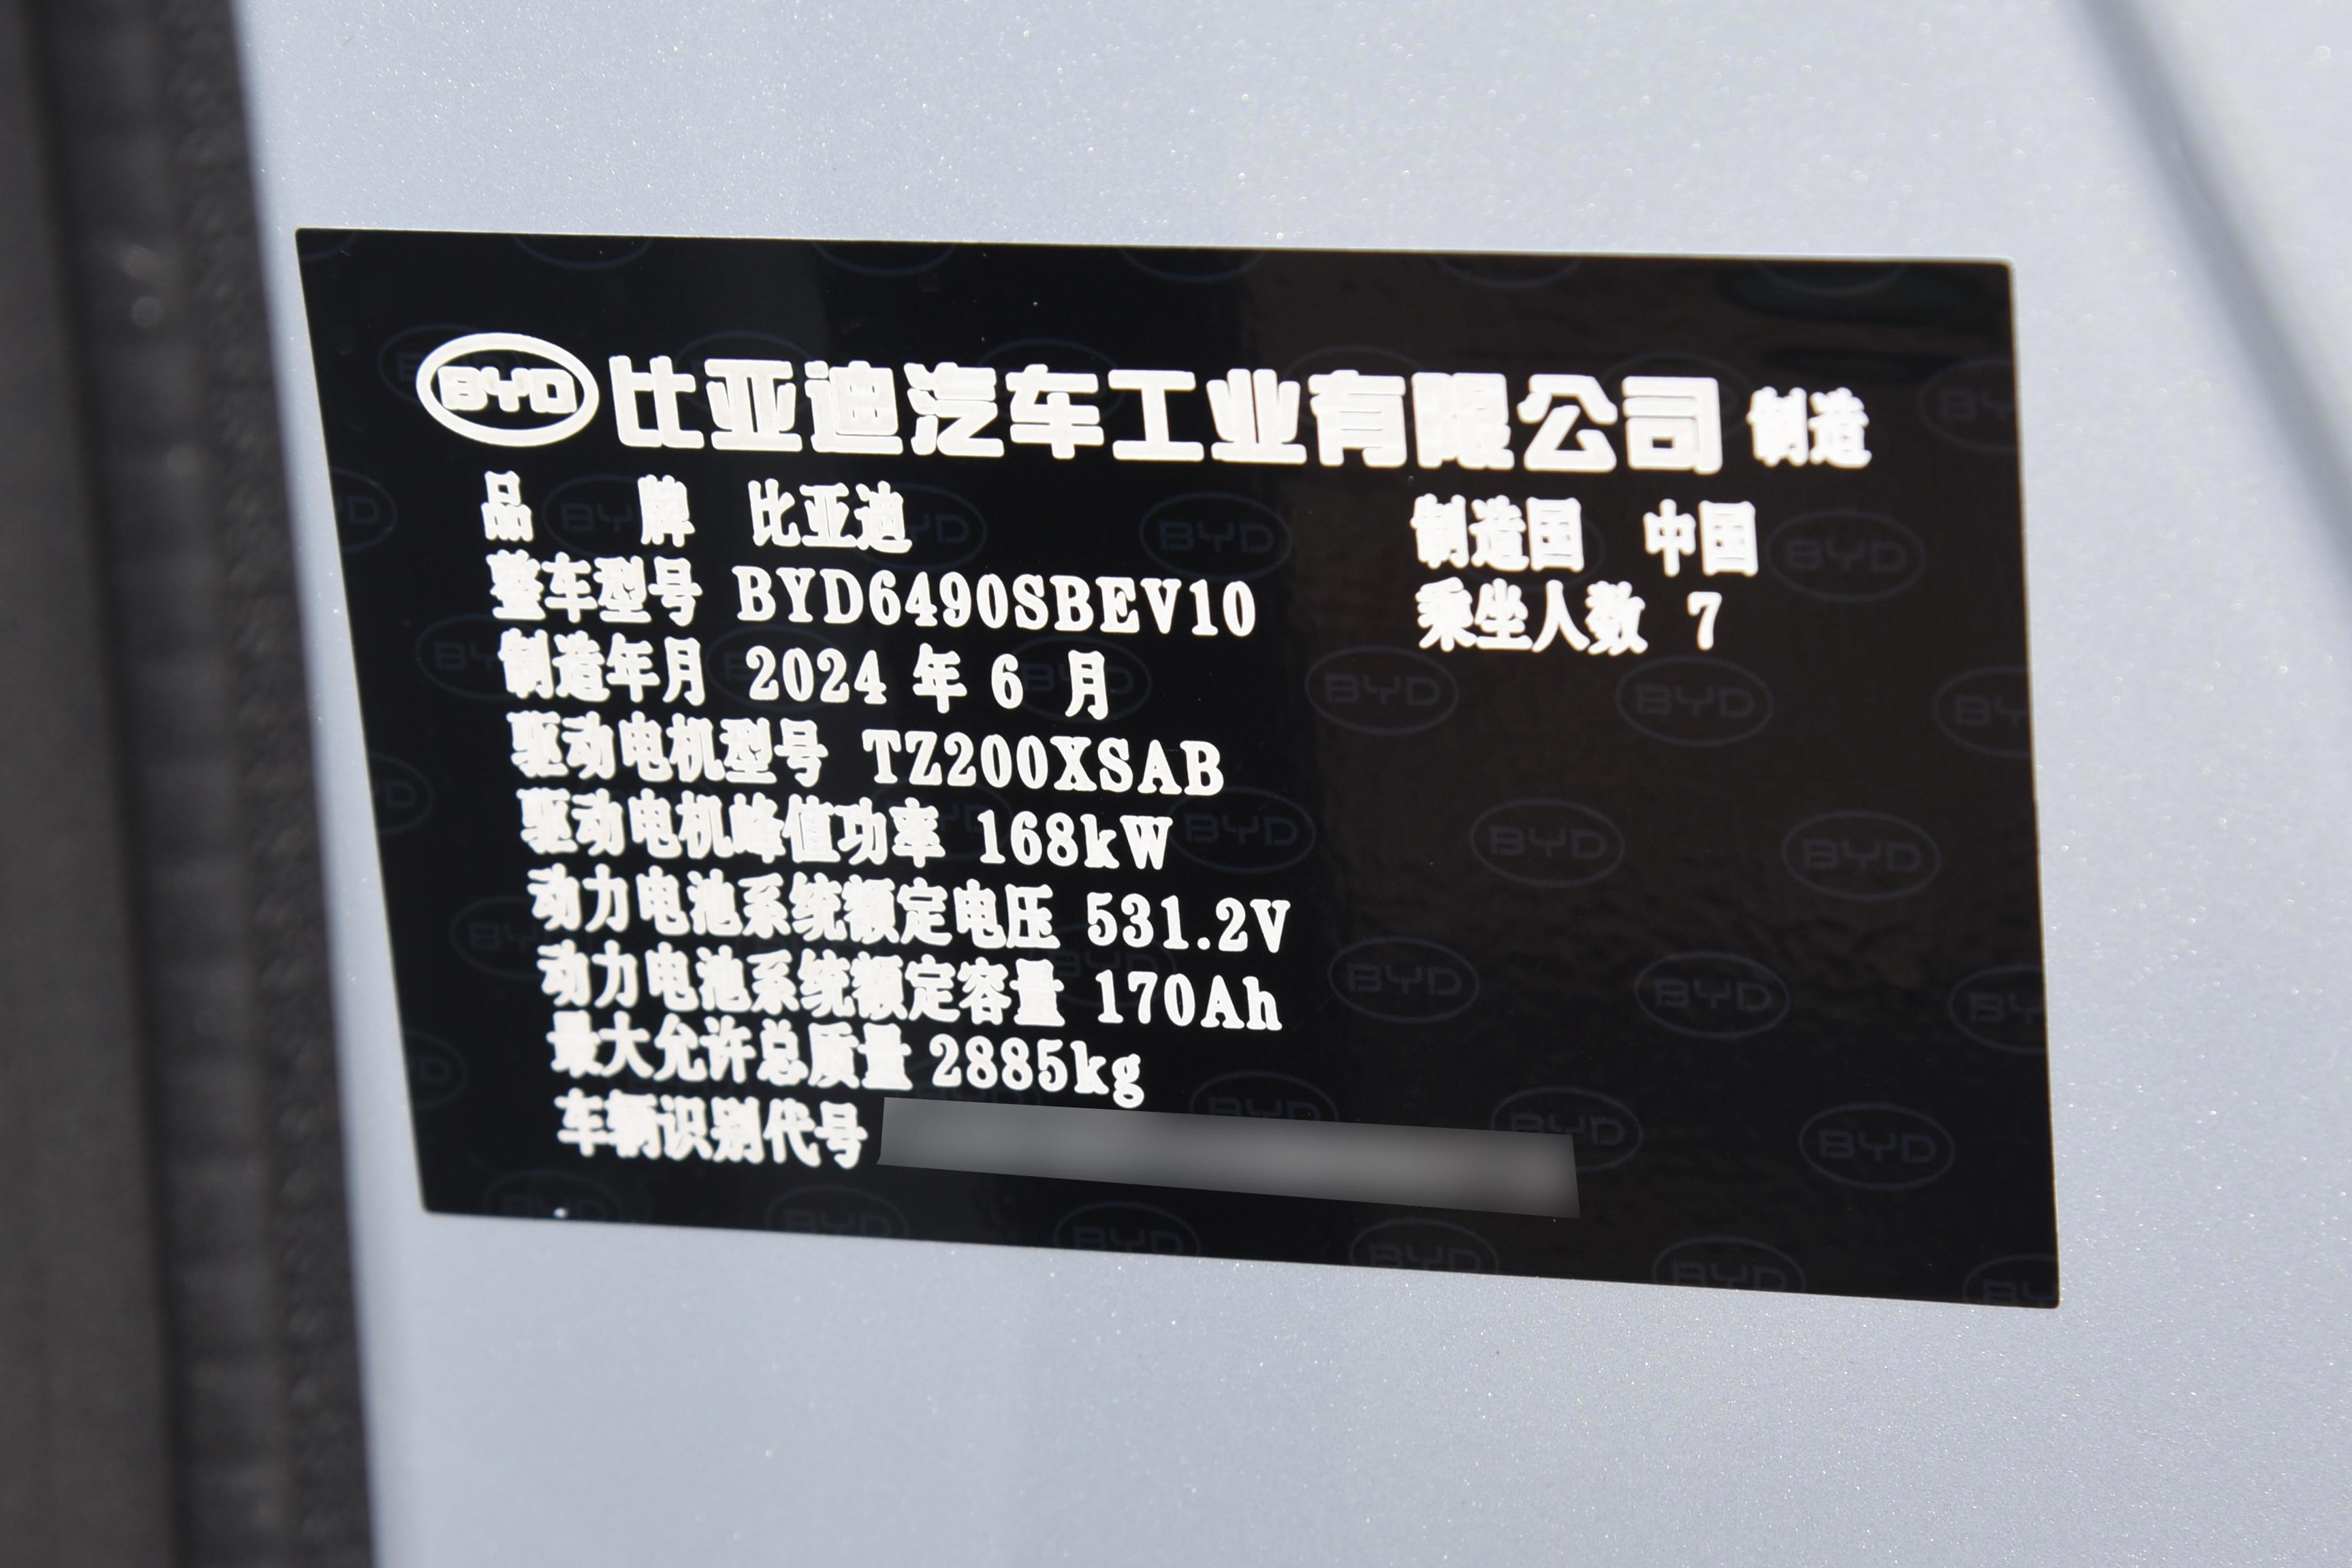 BYD 比亚迪汽车工业有限公司 制造
品 牌 比亚迪 制造国 中国
整车型号 BYD6490SBEV10 乘坐人数 7
制造年月 2024 年 6 月
驱动电机型号 TZ200XSAB
驱动电机峰值功率 168kW
动力电池系统额定电压 531.2V
动力电池系统额定容量 170Ah
最大允许总质量 2885kg
车辆识别代号